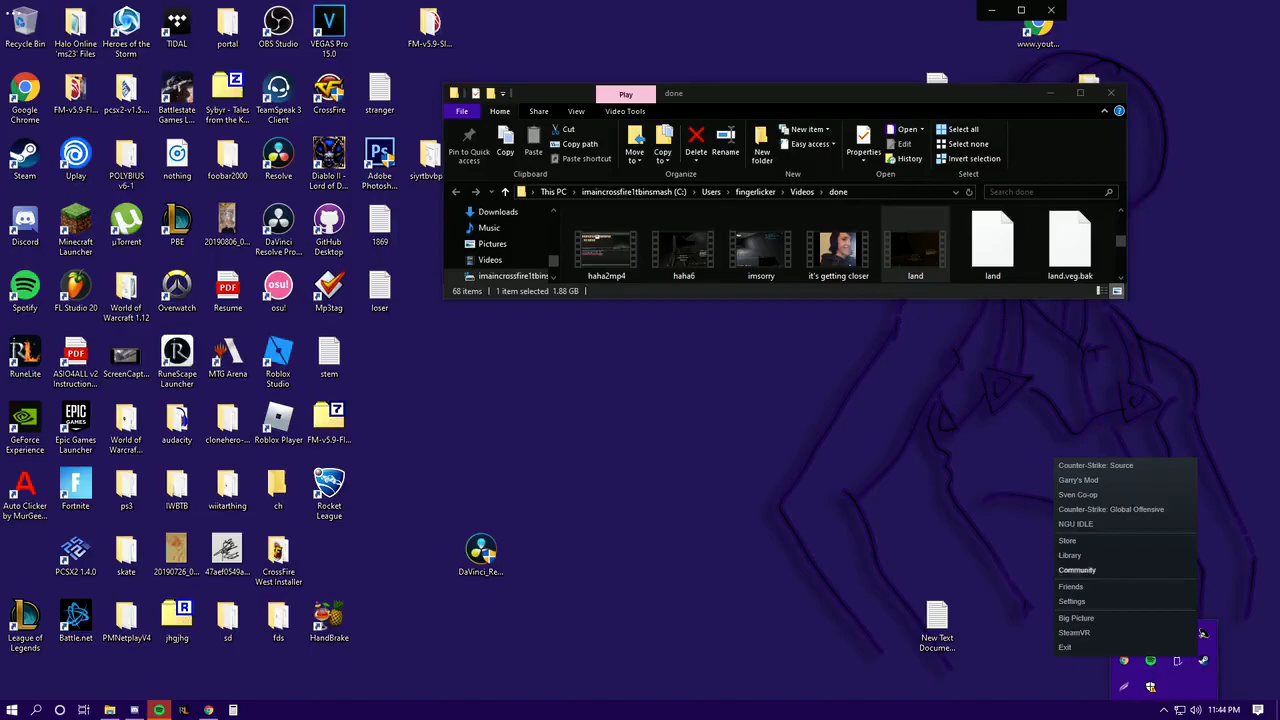 Recycle Bin
Halo Online
'ms23' Files
Heroes of the
Storm
TIDAL
portal
OBS Studio
VEGAS Pro
15.0
FM-v5.9-Sl...
www.yout...
Google
Chrome
FM-v5.9-Fl...
pcsx2-v1.5...
Battlestate
Games L...
Sybyr - Tales
from the K...
TeamSpeak 3
Client
CrossFire
stranger
Steam
Uplay
POLYBIUS
v6-1
nothing
foobar2000
Resolve
Diablo II -
Lord of D...
Adobe
Photosh...
siyrtbvbp
Discord
Minecraft
Launcher
µTorrent
PBE
20190806_0...
DaVinci
Resolve Pro...
GitHub
Desktop
1869
Spotify
FL Studio 20
World of
Warcraft 1.12
Overwatch
Resume
osu!
Mp3tag
loser
RuneLite
ASIO4ALL v2
Instruction...
ScreenCapt...
RuneScape
Launcher
MTG Arena
Roblox
Studio
stem
GeForce
Experience
Epic Games
Launcher
World of
Warcraf...
audacity
clonehero-...
Roblox Player
FM-v5.9-Fl...
Auto Clicker
by MurGee...
Fortnite
ps3
IWBTB
wiitarthing
ch
Rocket
League
PCSX2 1.4.0
skate
20190726_0...
47aef0549a...
CrossFire
West Installer
DaVinci_Re...
League of
Legends
Battle.net
PMNetplayV4
jhgjhg
sd
fds
HandBrake
New Text
Docume...
Play
done
File
Home
Share
View
Video Tools
Pin to Quick
access
Copy
Paste
Cut
Copy path
Paste shortcut
Clipboard
Move
to
Copy
to
Delete
Rename
Organize
New
folder
New item
Easy access
New
Properties
Open
Edit
History
Open
Select all
Select none
Invert selection
Select
This PC
imaincrossfire1tbinsmash (C:)
Users
fingerlicker
Videos
done
Search done
Downloads
Music
Pictures
Videos
imaincrossfire1tbins
haha2mp4
haha6
imsorry
it's getting closer
land
land
land.veg.bak
68 items
1 item selected 1.88 GB
Counter-Strike: Source
Garry's Mod
Sven Co-op
Counter-Strike: Global Offensive
NGU IDLE
Store
Library
Community
Friends
Settings
Big Picture
SteamVR
Exit
11:44 PM